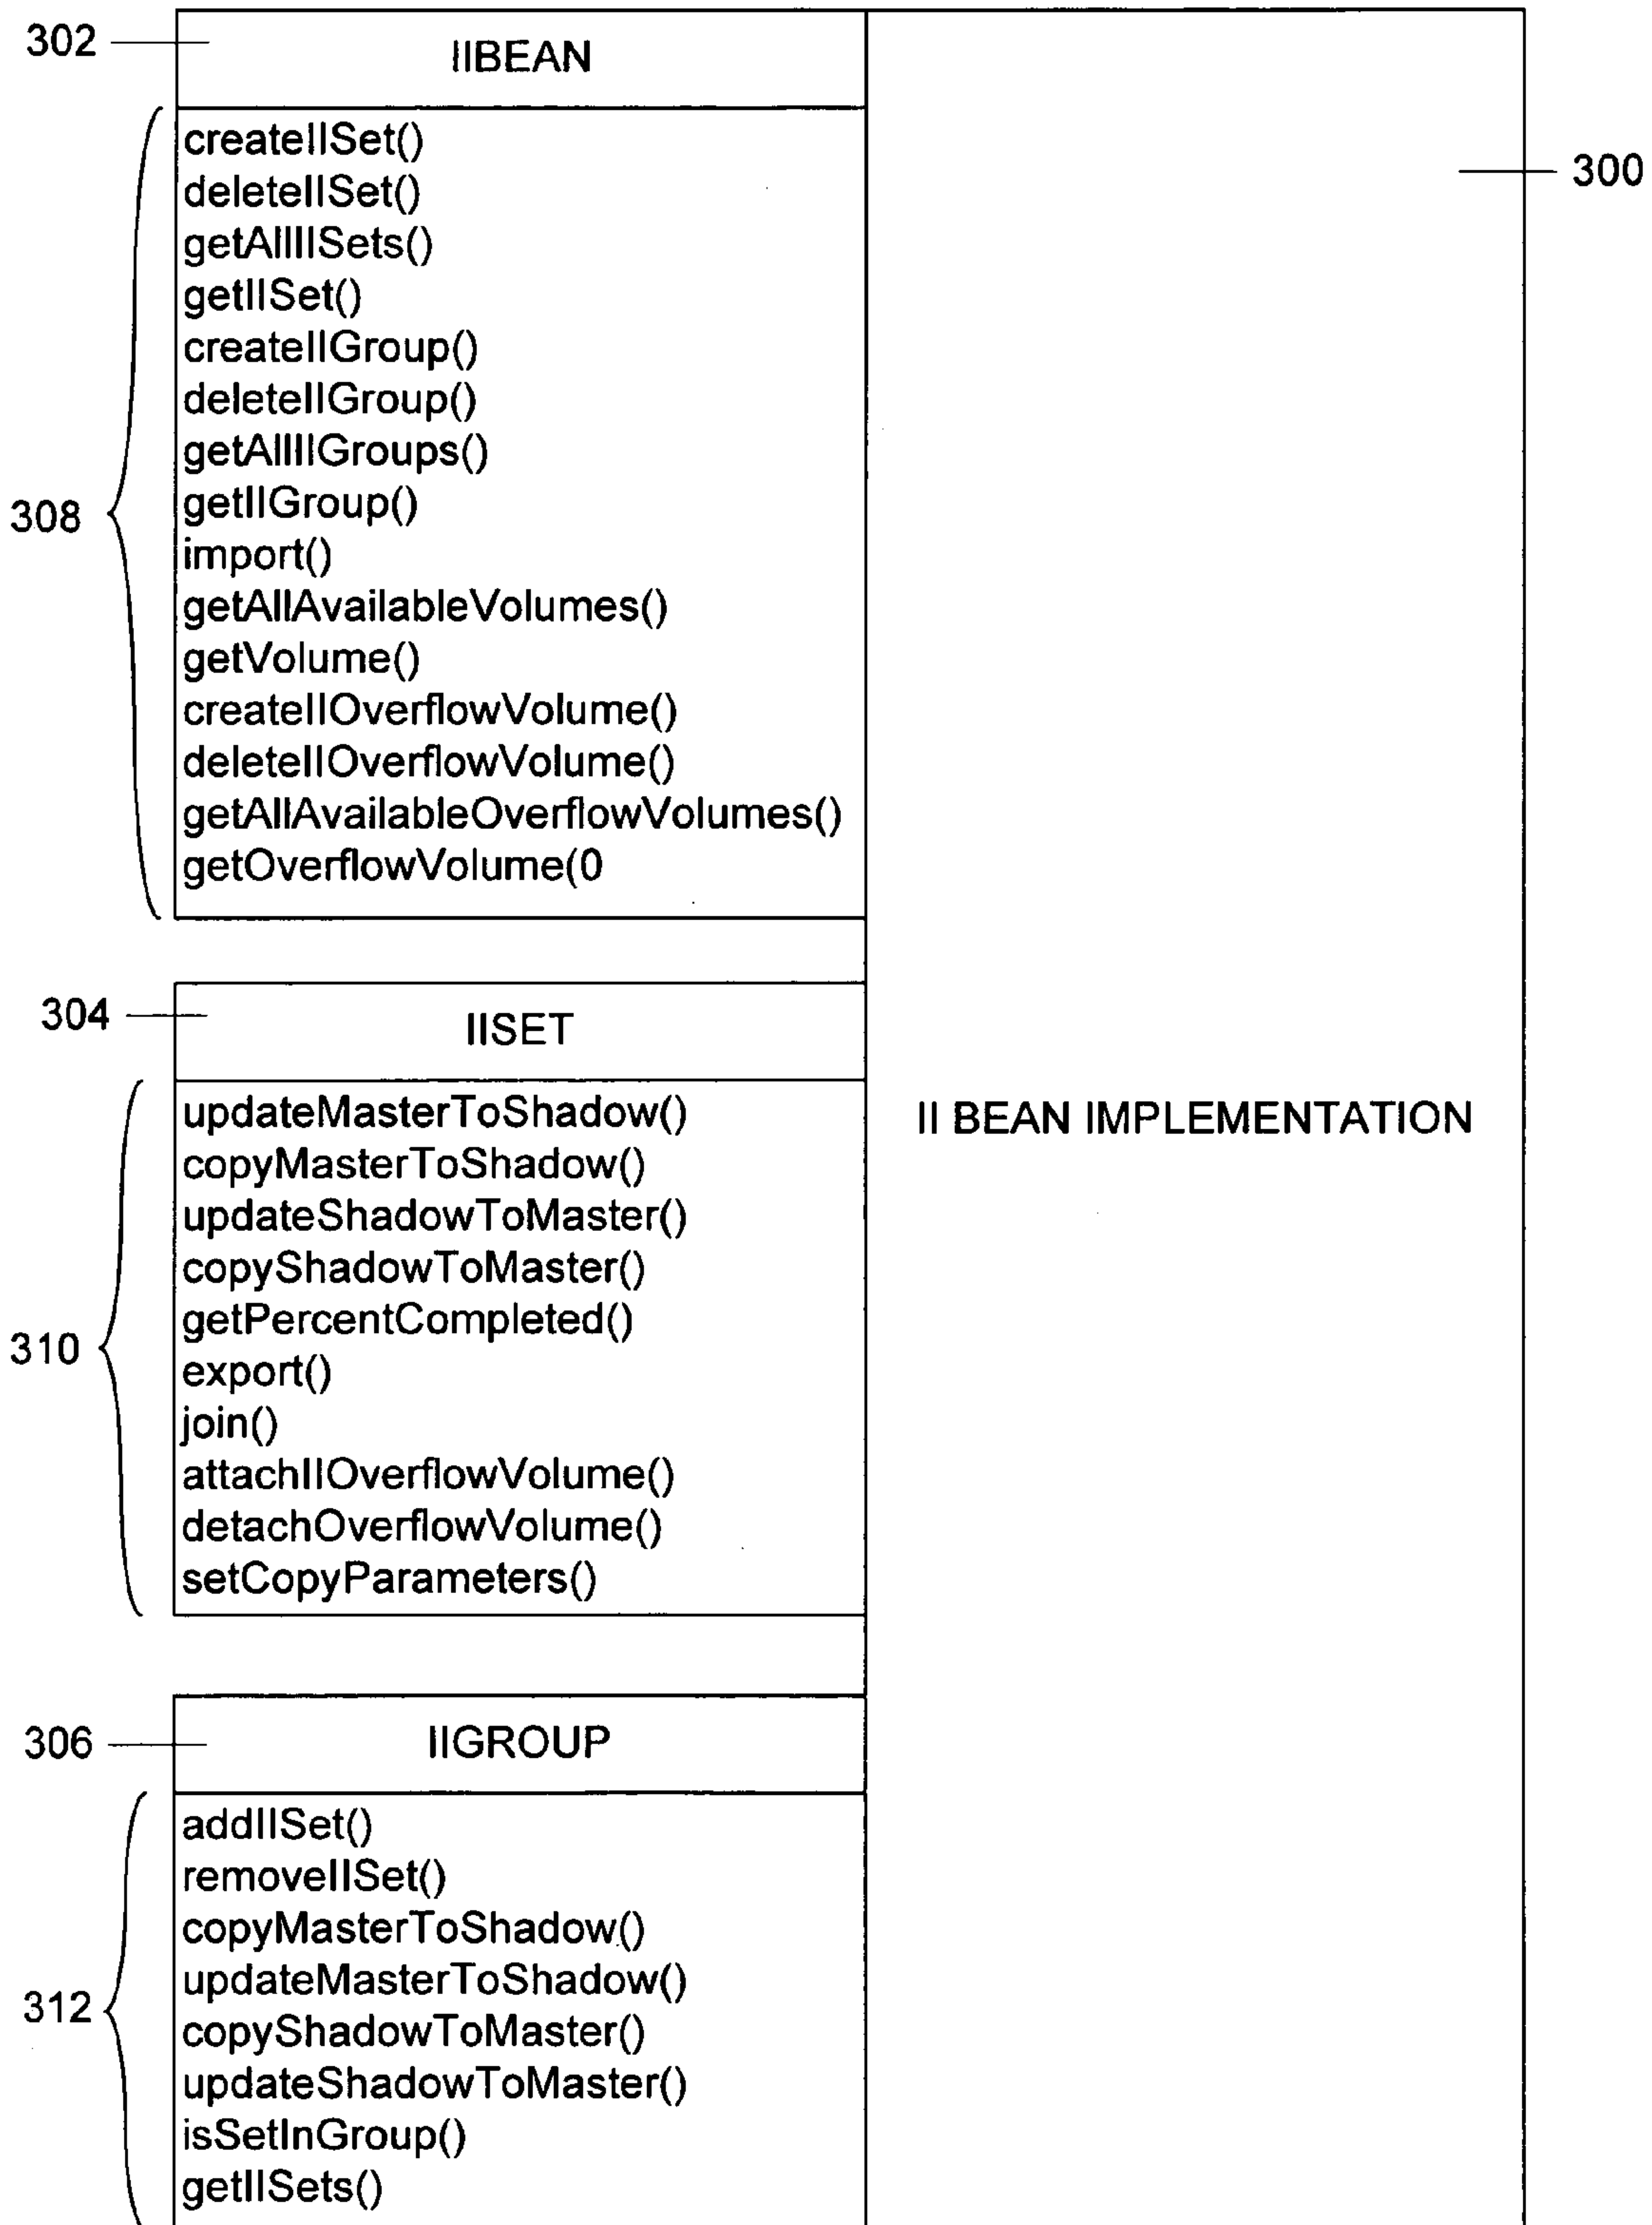 302
IIBEAN
createIISet()
deleteIISet()
300
getAllIISets()
getIISet()
createIIGroup()
deleteIIGroup()
getAllIIGroups()
308
getIIGroup()
import()
getAllAvailableVolumes()
getVolume()
createIIOverflowVolume()
deleteIIOverflowVolume()
getAllAvailableOverflowVolumes()
getOverflowVolume(0
304
IISET
updateMasterToShadow()
II BEAN IMPLEMENTATION
copyMasterToShadow()
updateShadowToMaster()
copyShadowToMaster()
getPercentCompleted()
310
export()
join()
attachIIOverflowVolume()
detachOverflowVolume()
setCopyParameters()
306
IIGROUP
addIISet()
removeIISet()
copyMasterToShadow()
updateMasterToShadow()
312
copyShadowToMaster()
updateShadowToMaster()
isSetInGroup()
getIISets()